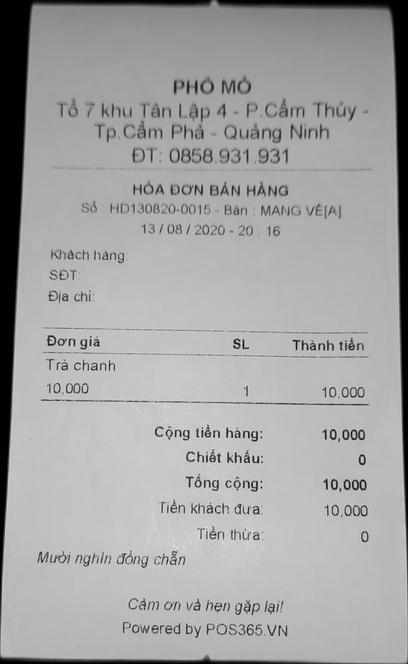 PHỐ MỎ
Tổ 7 khu Tân Lập 4 - P.Cẩm Thủy -
Tp.Cẩm Phả - Quảng Ninh
ĐT: 0858.931.931
HÓA ĐƠN BÁN HÀNG
Số : HD130820-0015 - Bàn : MANG VỀ[A]
13 / 08 / 2020 - 20 : 16
Khách hàng:
SĐT:
Địa chỉ:
Đơn giá SL Thành tiền
Trà chanh
10,000 1 10,000
Cộng tiền hàng: 10,000
Chiết khấu: 0
Tổng cộng: 10,000
Tiền khách đưa: 10,000
Tiền thừa: 0
Mười nghìn đồng chẵn
Cảm ơn và hẹn gặp lại!
Powered by POS365.VN